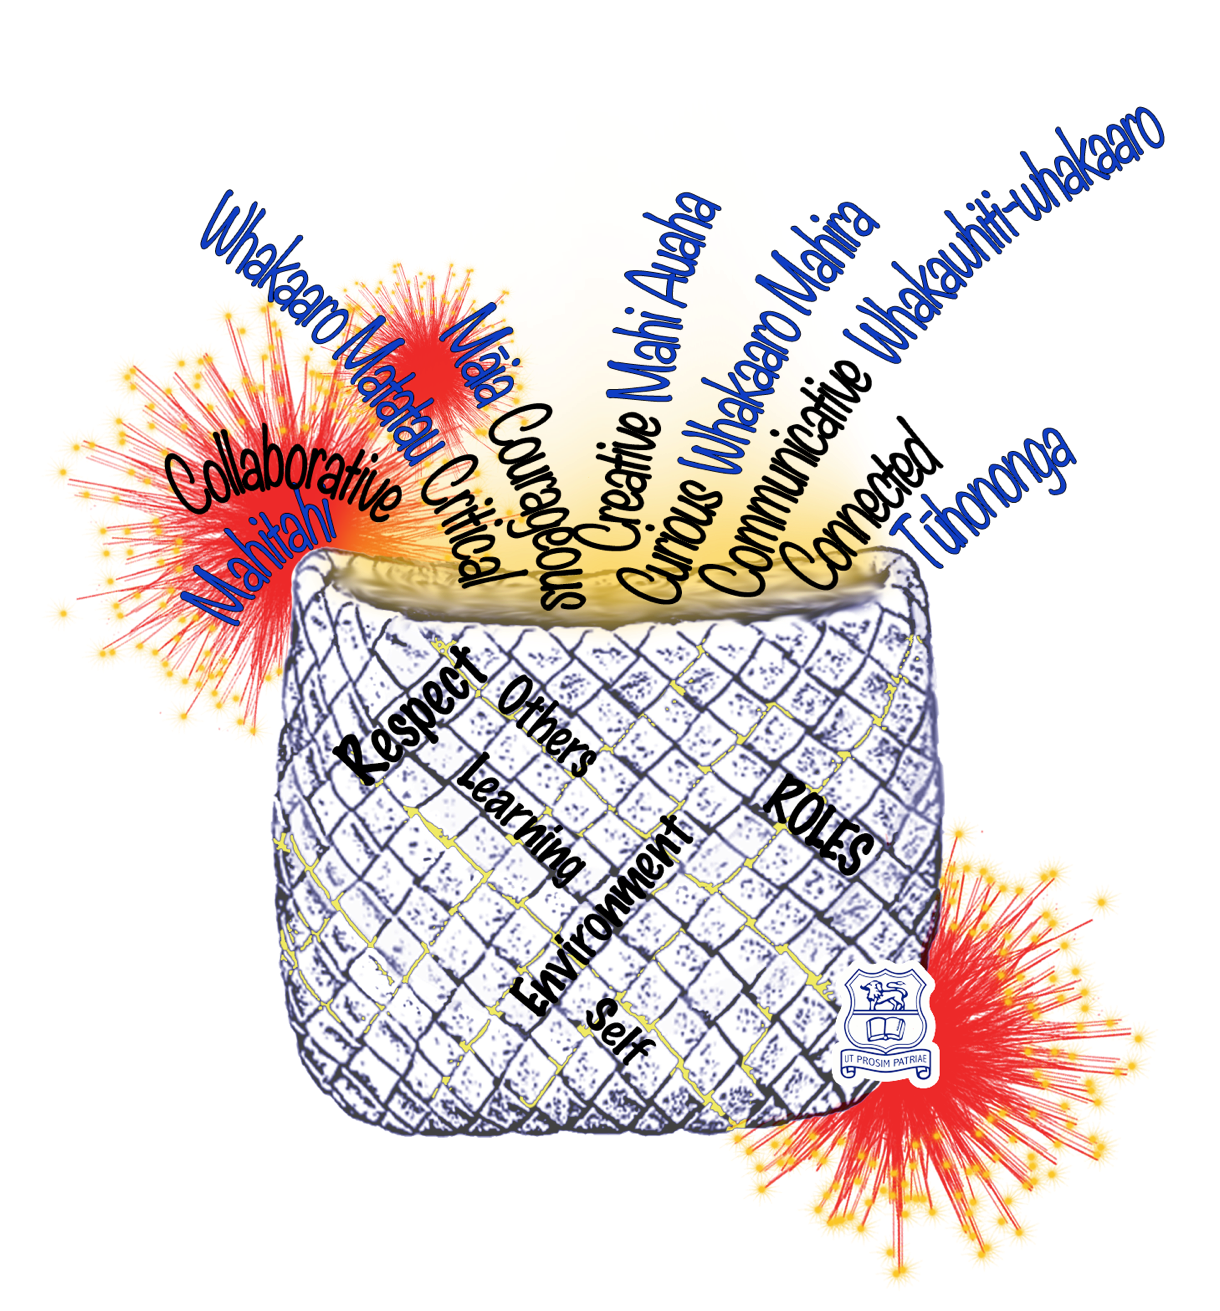 Collaborative
Mahitahi
Whakaaro Matatau
Critical
Māia
Courageous
Creative Mahi Auaha
Curious Whakaaro Mahira
Communicative Whakawhiti-whakaaro
Connected Tūhononga
Respect
Others
Learning
Environment
Self
ROLES
UT PROSIM PATRIAE